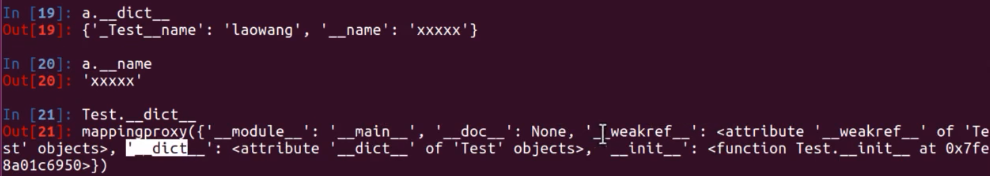 In [19]: a.__dict__
Out[19]: {'_Test__name': 'laowang', '__name': 'xxxxx'}
In [20]: a.__name
Out[20]: 'xxxxx'
In [21]: Test.__dict__
Out[21]: mappingproxy({'__module__': '__main__', '__doc__': None, '__weakref__': <attribute '__weakref__' of 'Te
st' objects>, '__dict__': <attribute '__dict__' of 'Test' objects>, '__init__': <function Test.__init__ at 0x7fe
8a01c6950>})